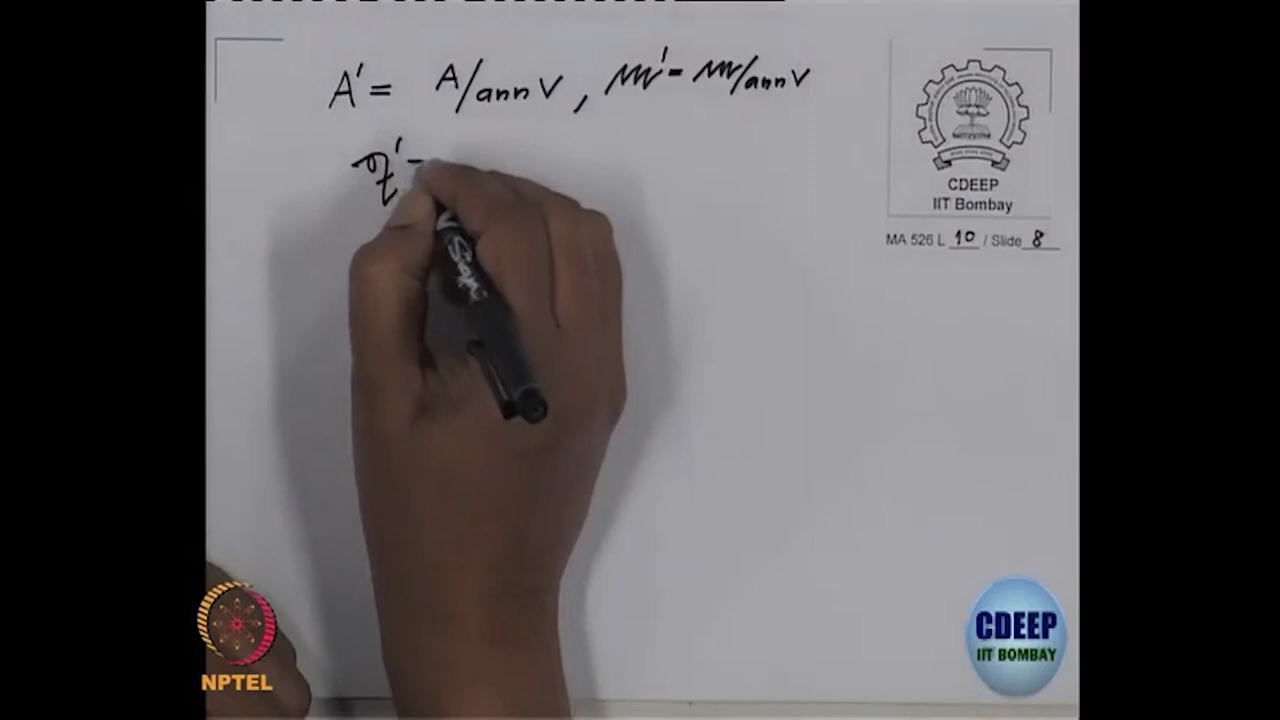 A' = A/ann V, 𝔪' = 𝔪/ann V
𝔮' =
CDEEP
IIT Bombay
MA 526 L 10 / Slide 8
CDEEP
IIT BOMBAY
NPTEL